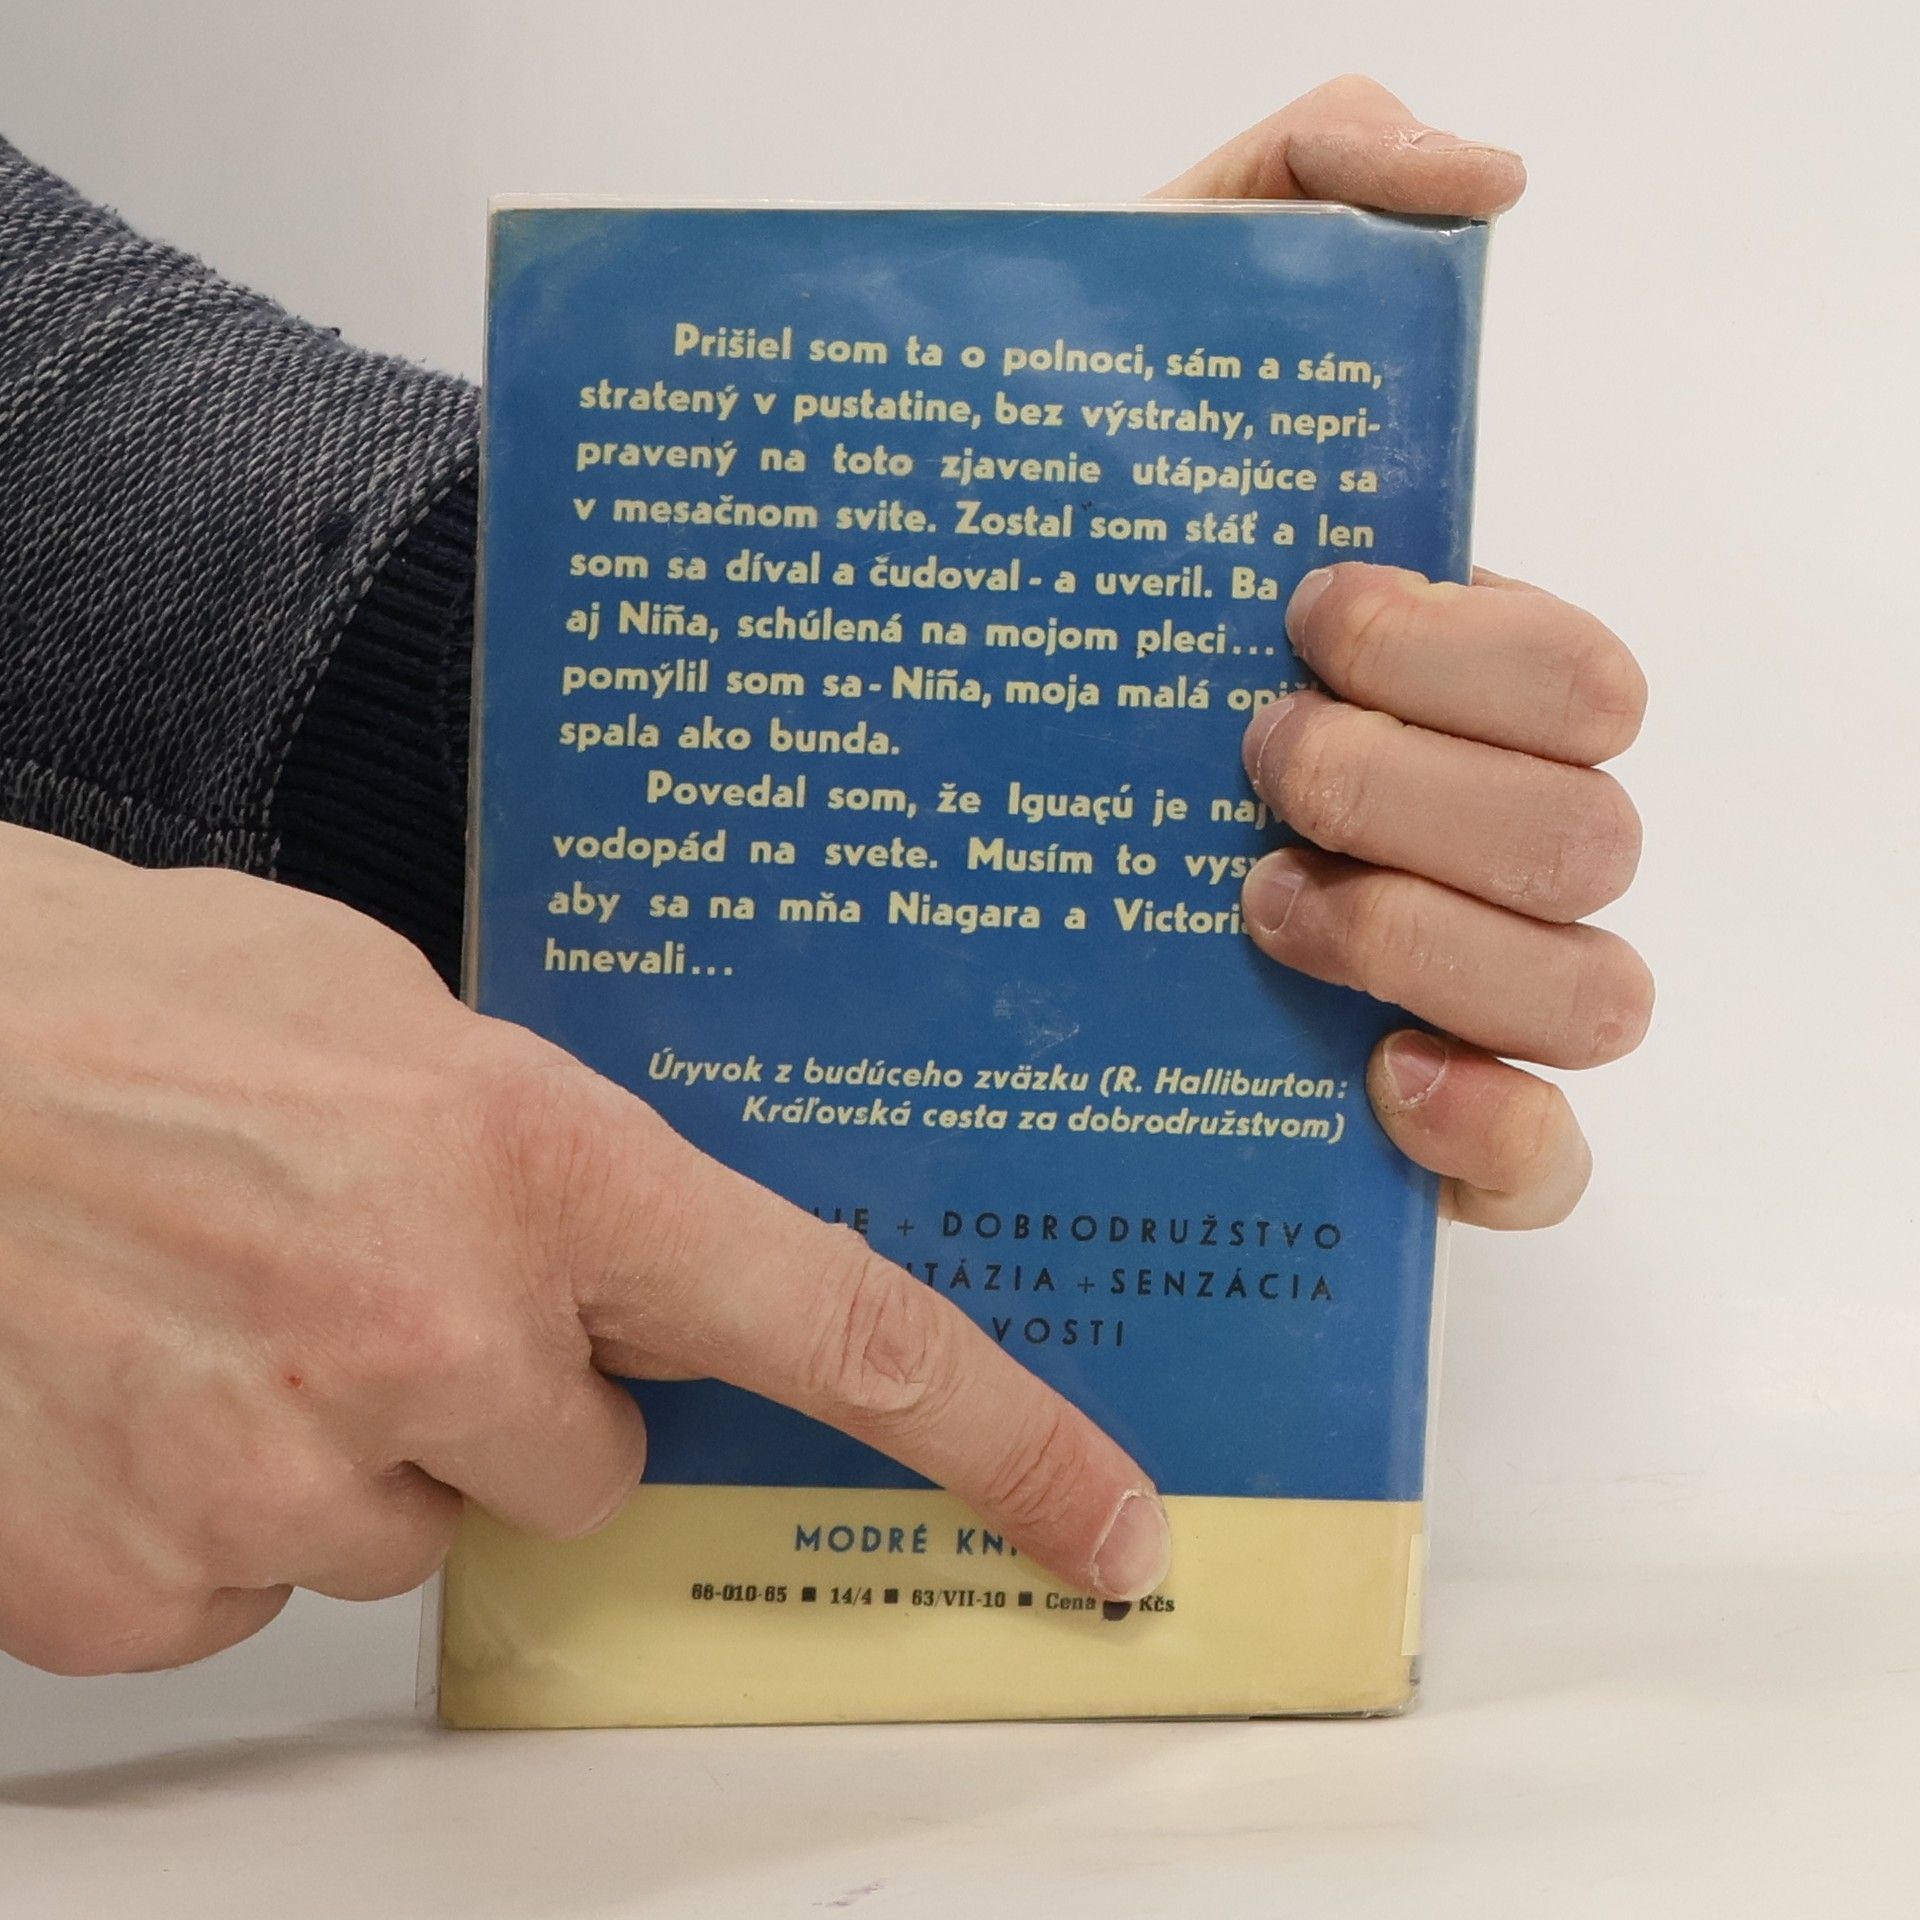 Prišiel som ta o polnoci, sám a sám,
stratený v pustatine, bez výstrahy, nepri-
pravený na toto zjavenie utápajúce sa
v mesačnom svite. Zostal som stáť a len
som sa díval a čudoval - a uveril. Ba
aj Niña, schúlená na mojom pleci...
pomýlil som sa - Niña, moja malá
spala ako bunda.
Povedal som, že Iguaçú je
vodopád na svete. Musím to
aby sa na mňa Niagara a
hnevali...
Úryvok z budúceho zväzku (R. Halliburton:
Kráľovská cesta za dobrodružstvom)
+ DOBRODRUŽSTVO
+ SENZÁCIA
MODRÉ
66-010-65 ■ 14/4 ■ 63/VII-10 ■ Cena Kčs